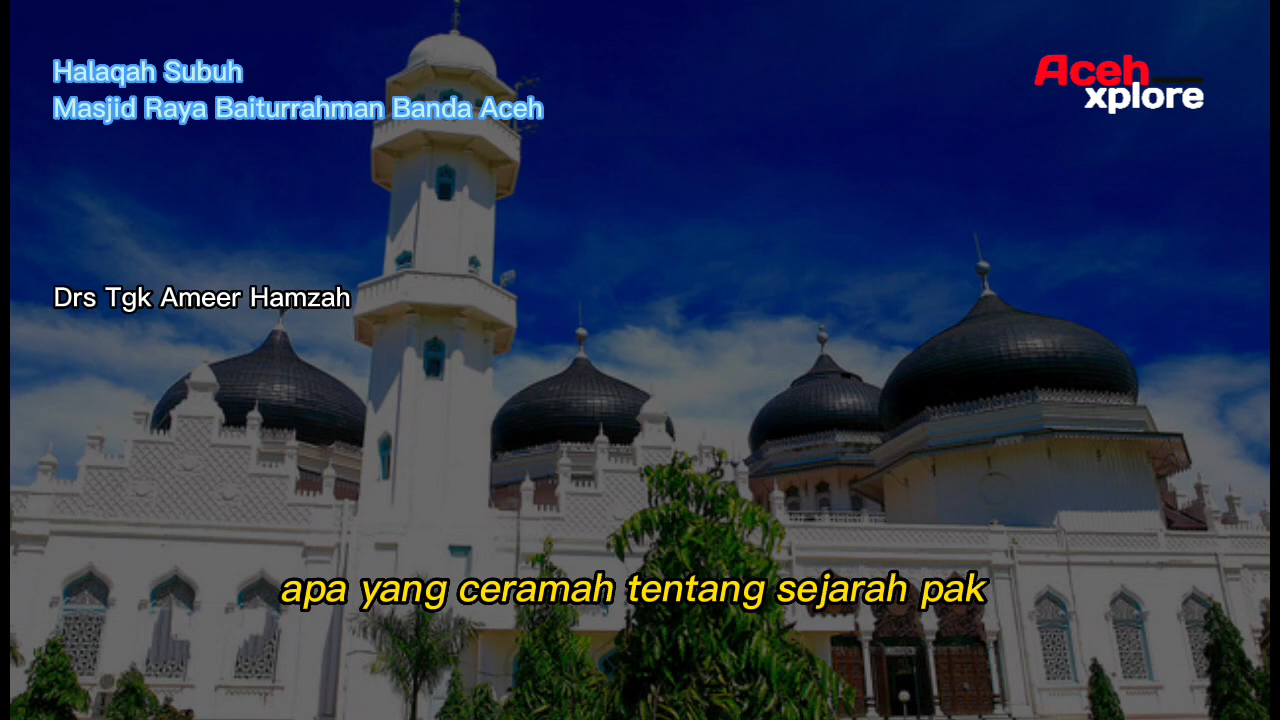 Halaqah Subuh
Masjid Raya Baiturrahman Banda Aceh
Aceh
xplore
Drs Tgk Ameer Hamzah
apa yang ceramah tentang sejarah pak